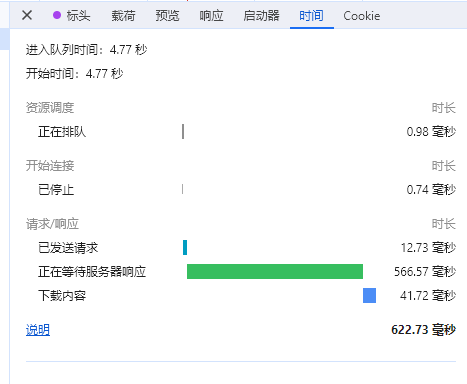 标头 载荷 预览 响应 启动器 时间 Cookie
进入队列时间：4.77 秒
开始时间：4.77 秒
资源调度 时长
正在排队 0.98 毫秒
开始连接 时长
已停止 0.74 毫秒
请求/响应 时长
已发送请求 12.73 毫秒
正在等待服务器响应 566.57 毫秒
下载内容 41.72 毫秒
说明 622.73 毫秒